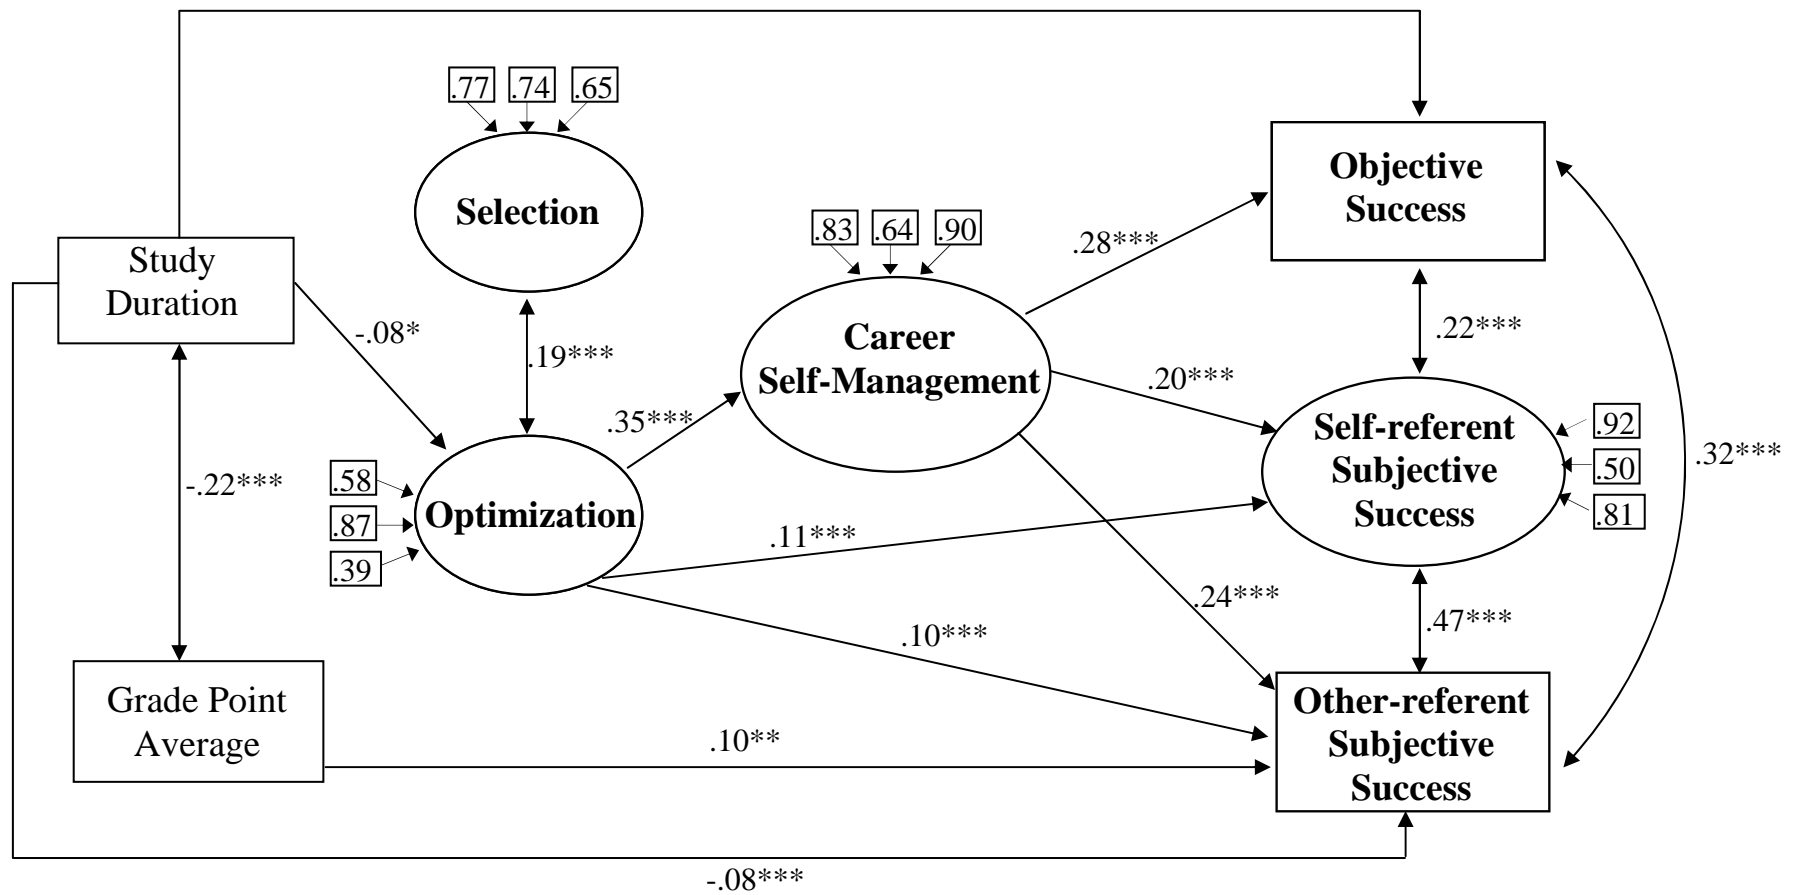 .77 .74 .65
Selection
Objective
Success
.83 .64 .90
.28***
Study
Duration
-.08*
.19***
Career
Self-Management
.22***
.20***
.35***
Self-referent
Subjective
Success
.92
.50
.81
.32***
-.22***
.58
.87
.39
Optimization
.11***
.24***
.10***
.47***
Grade Point
Average
.10**
Other-referent
Subjective
Success
-.08***